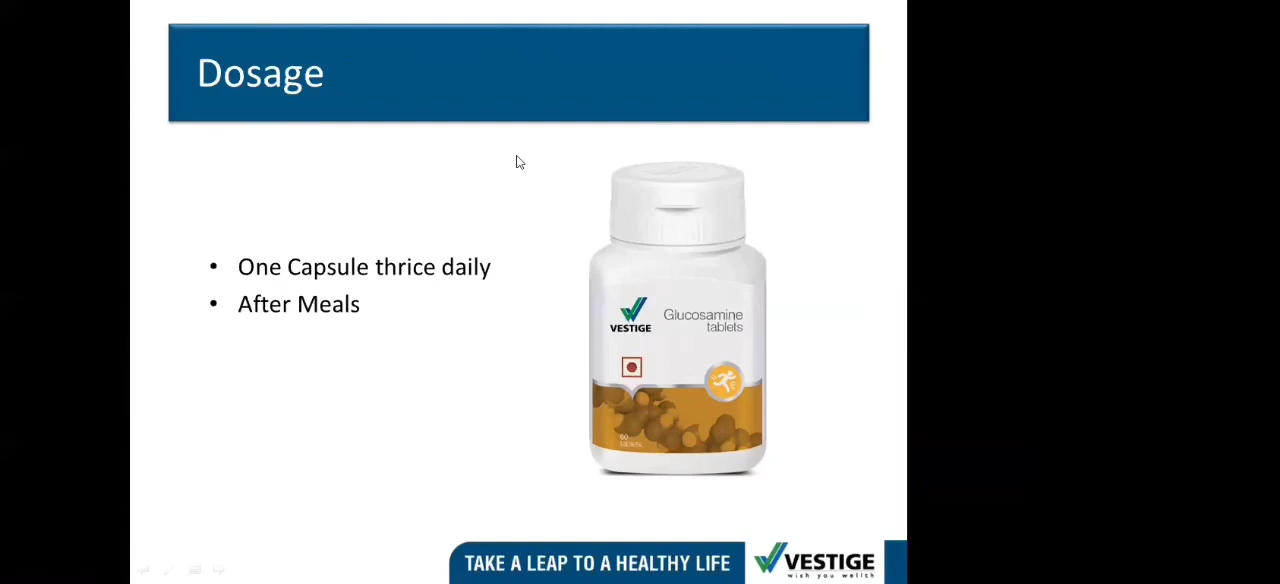 Dosage
• One Capsule thrice daily
• After Meals
VESTIGE
Glucosamine
tablets
60
TAKE A LEAP TO A HEALTHY LIFE
VESTIGE
wish you wellth